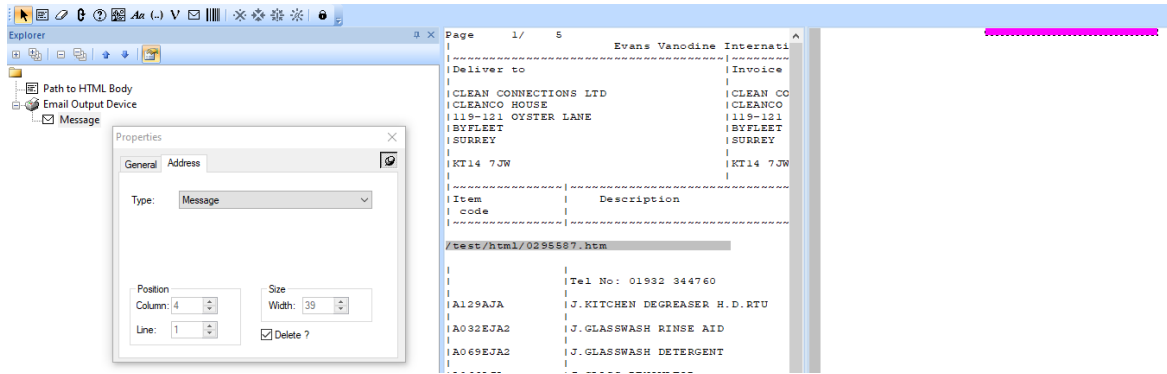 Aa (..) V
Explorer
Path to HTML Body
Email Output Device
Message
Properties
General Address
Type: Message
Position
Column: 4
Line: 1
Size
Width: 39
Delete ?
Page 1/ 5
Evans Vanodine Internati
Deliver to |Invoice
|CLEAN CONNECTIONS LTD |CLEAN CO
|CLEANCO HOUSE |CLEANCO
|119-121 OYSTER LANE |119-121
|BYFLEET |BYFLEET
|SURREY |SURREY
|KT14 7JW |KT14 7JW
|Item | Description
| code |
/test/html/0295587.htm
|Tel No: 01932 344760
|A129AJA |J.KITCHEN DEGREASER H.D.RTU
|A032EJA2 |J.GLASSWASH RINSE AID
|A069EJA2 |J.GLASSWASH DETERGENT